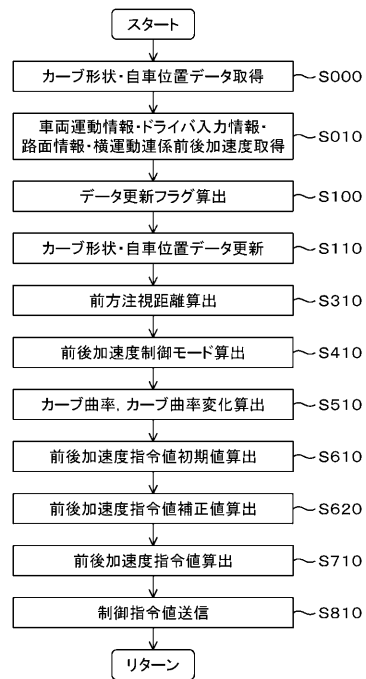 スタート
カーブ形状・自車位置データ取得
S000
車両運動情報・ドライバ入力情報・
路面情報・横運動連係前後加速度取得
S010
データ更新フラグ算出
S100
カーブ形状・自車位置データ更新
S110
前方注視距離算出
S310
前後加速度制御モード算出
S410
カーブ曲率，カーブ曲率変化算出
S510
前後加速度指令値初期値算出
S610
前後加速度指令値補正値算出
S620
前後加速度指令値算出
S710
制御指令値送信
S810
リターン